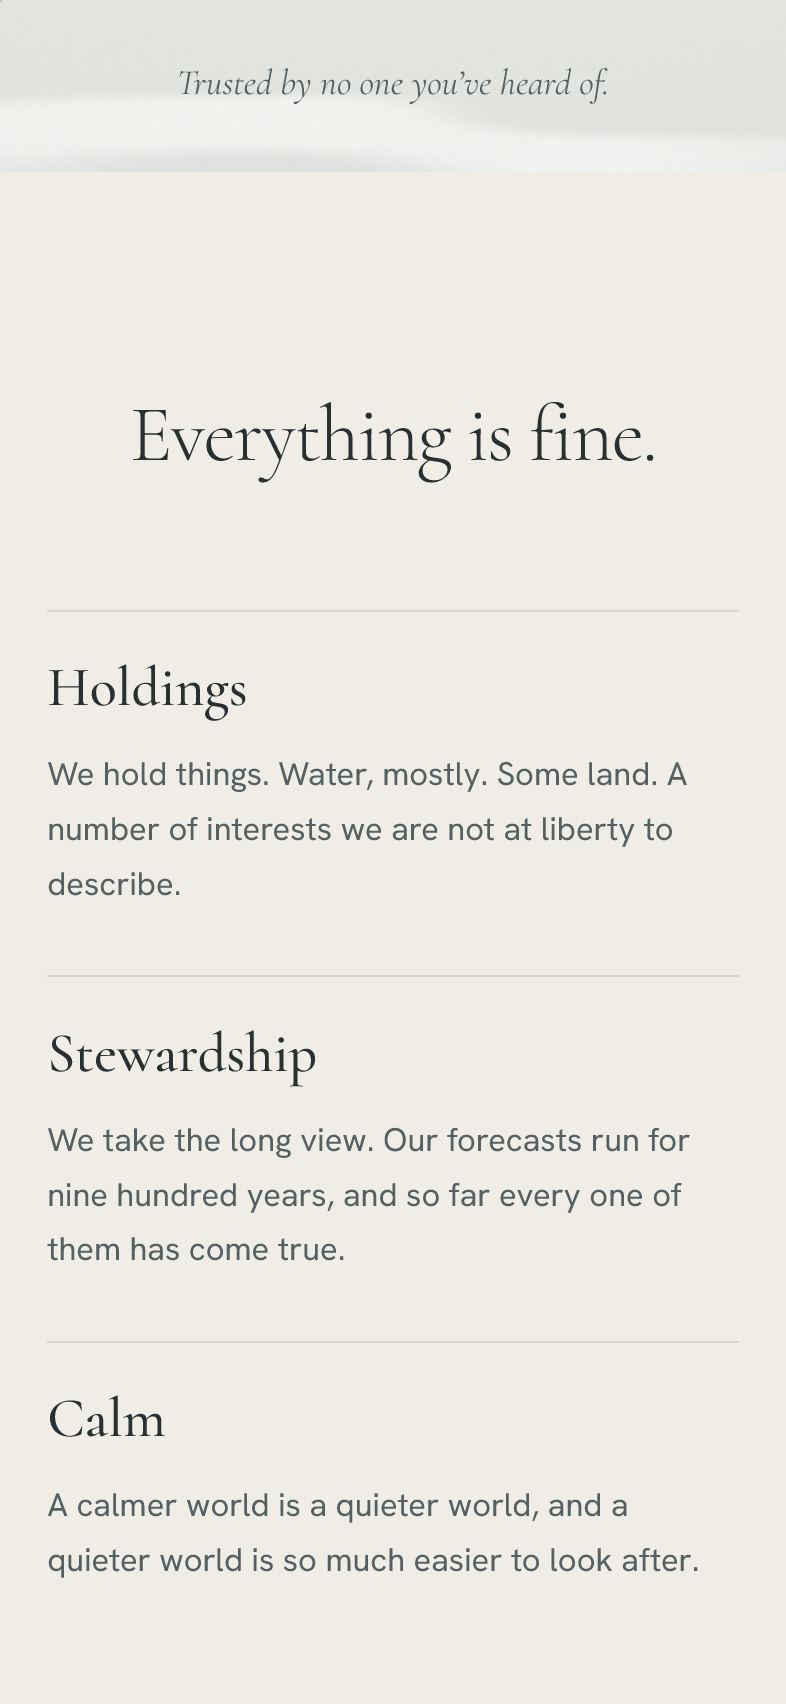 Trusted by no one you’ve heard of.
Everything is fine.
Holdings
We hold things. Water, mostly. Some land. A
number of interests we are not at liberty to
describe.
Stewardship
We take the long view. Our forecasts run for
nine hundred years, and so far every one of
them has come true.
Calm
A calmer world is a quieter world, and a
quieter world is so much easier to look after.